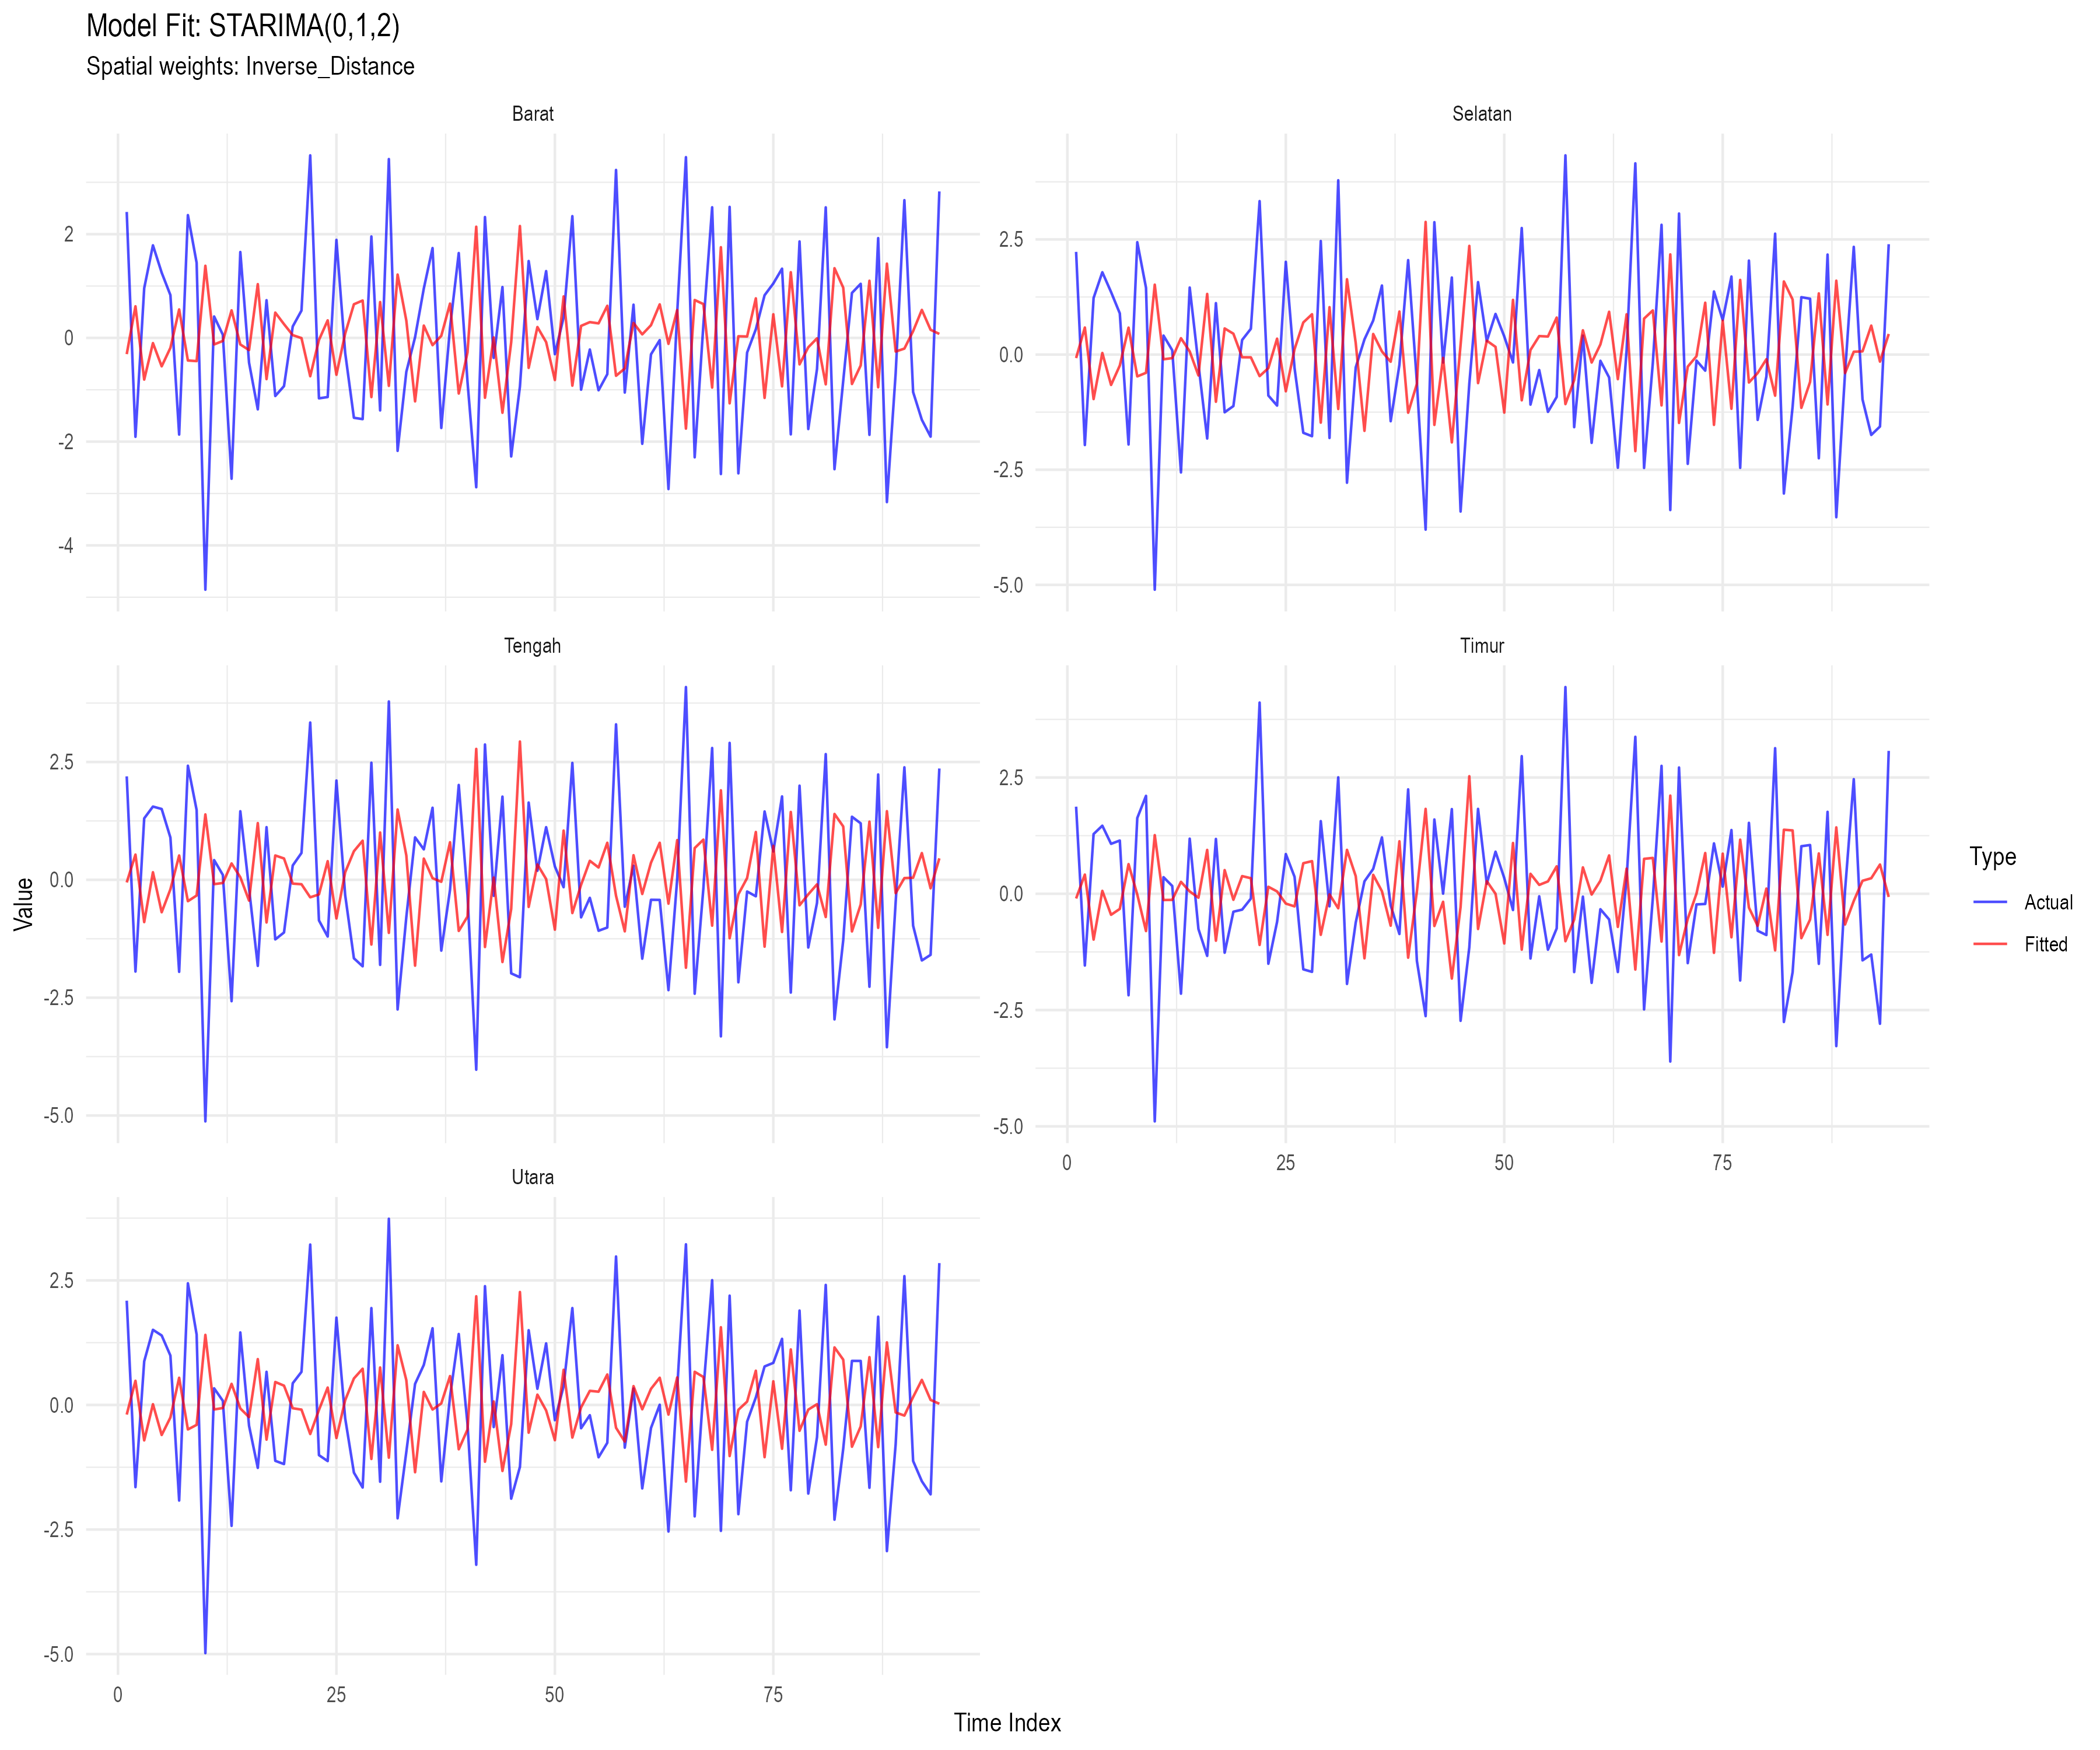 Model Fit: STARIMA(0,1,2)
Spatial weights: Inverse_Distance
Barat
2
0
-2
-4
Selatan
2.5
0.0
-2.5
-5.0
Tengah
2.5
0.0
-2.5
-5.0
Timur
2.5
0.0
-2.5
-5.0
0 25 50 75
Utara
2.5
0.0
-2.5
-5.0
0 25 50 75
Value
Time Index
Type
Actual
Fitted